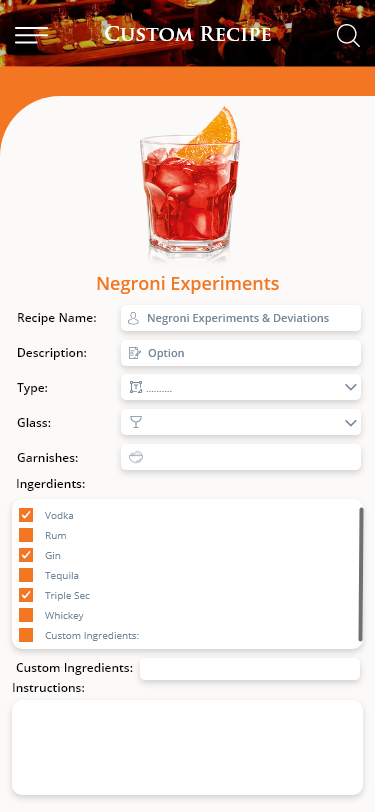 Custom Recipe
Negroni Experiments
Recipe Name: Negroni Experiments & Deviations
Description: Option
Type: ..........
Glass:
Garnishes:
Ingerdients:
Vodka
Rum
Gin
Tequila
Triple Sec
Whickey
Custom Ingredients:
Custom Ingredients:
Instructions: